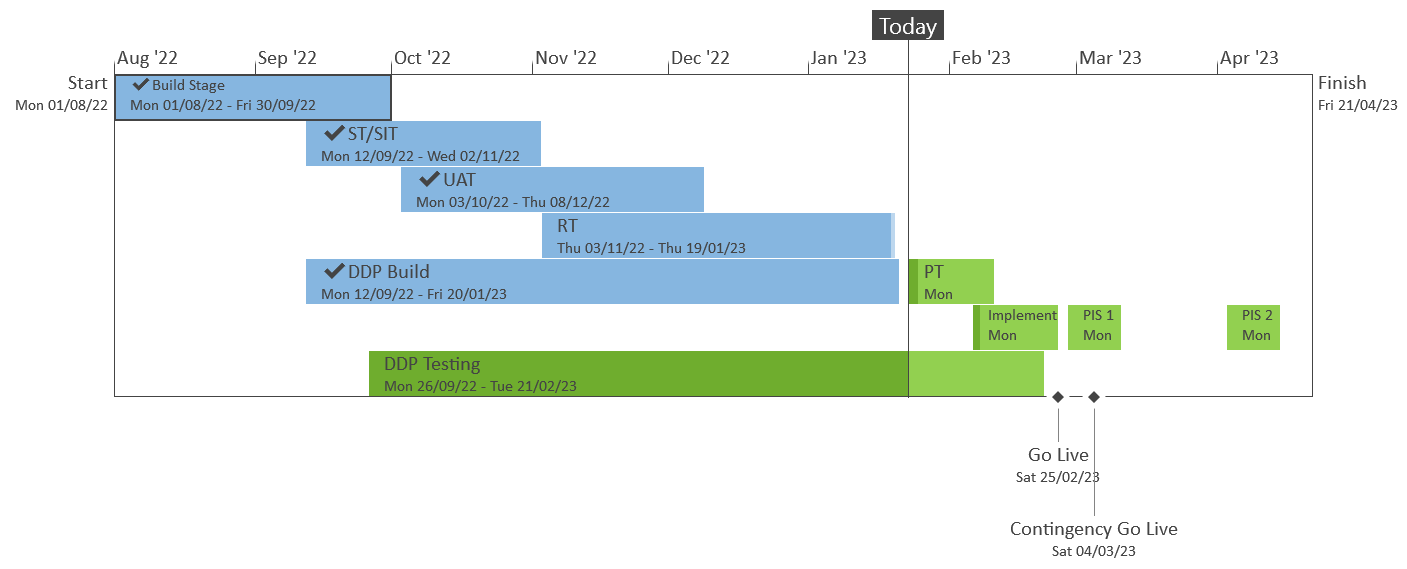 Today
Aug '22
Sep '22
Oct '22
Nov '22
Dec '22
Jan '23
Feb '23
Mar '23
Apr '23
Start
Mon 01/08/22
Finish
Fri 21/04/23
Build Stage
Mon 01/08/22 - Fri 30/09/22
ST/SIT
Mon 12/09/22 - Wed 02/11/22
UAT
Mon 03/10/22 - Thu 08/12/22
RT
Thu 03/11/22 - Thu 19/01/23
DDP Build
Mon 12/09/22 - Fri 20/01/23
PT
Mon
Implement
Mon
PIS 1
Mon
PIS 2
Mon
DDP Testing
Mon 26/09/22 - Tue 21/02/23
Go Live
Sat 25/02/23
Contingency Go Live
Sat 04/03/23